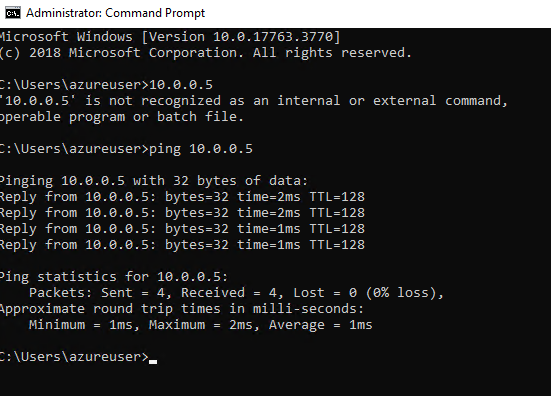 Administrator: Command Prompt
Microsoft Windows [Version 10.0.17763.3770]
(c) 2018 Microsoft Corporation. All rights reserved.
C:\Users\azureuser>10.0.0.5
'10.0.0.5' is not recognized as an internal or external command,
operable program or batch file.
C:\Users\azureuser>ping 10.0.0.5
Pinging 10.0.0.5 with 32 bytes of data:
Reply from 10.0.0.5: bytes=32 time=2ms TTL=128
Reply from 10.0.0.5: bytes=32 time=2ms TTL=128
Reply from 10.0.0.5: bytes=32 time=1ms TTL=128
Reply from 10.0.0.5: bytes=32 time=1ms TTL=128
Ping statistics for 10.0.0.5:
    Packets: Sent = 4, Received = 4, Lost = 0 (0% loss),
Approximate round trip times in milli-seconds:
    Minimum = 1ms, Maximum = 2ms, Average = 1ms
C:\Users\azureuser>